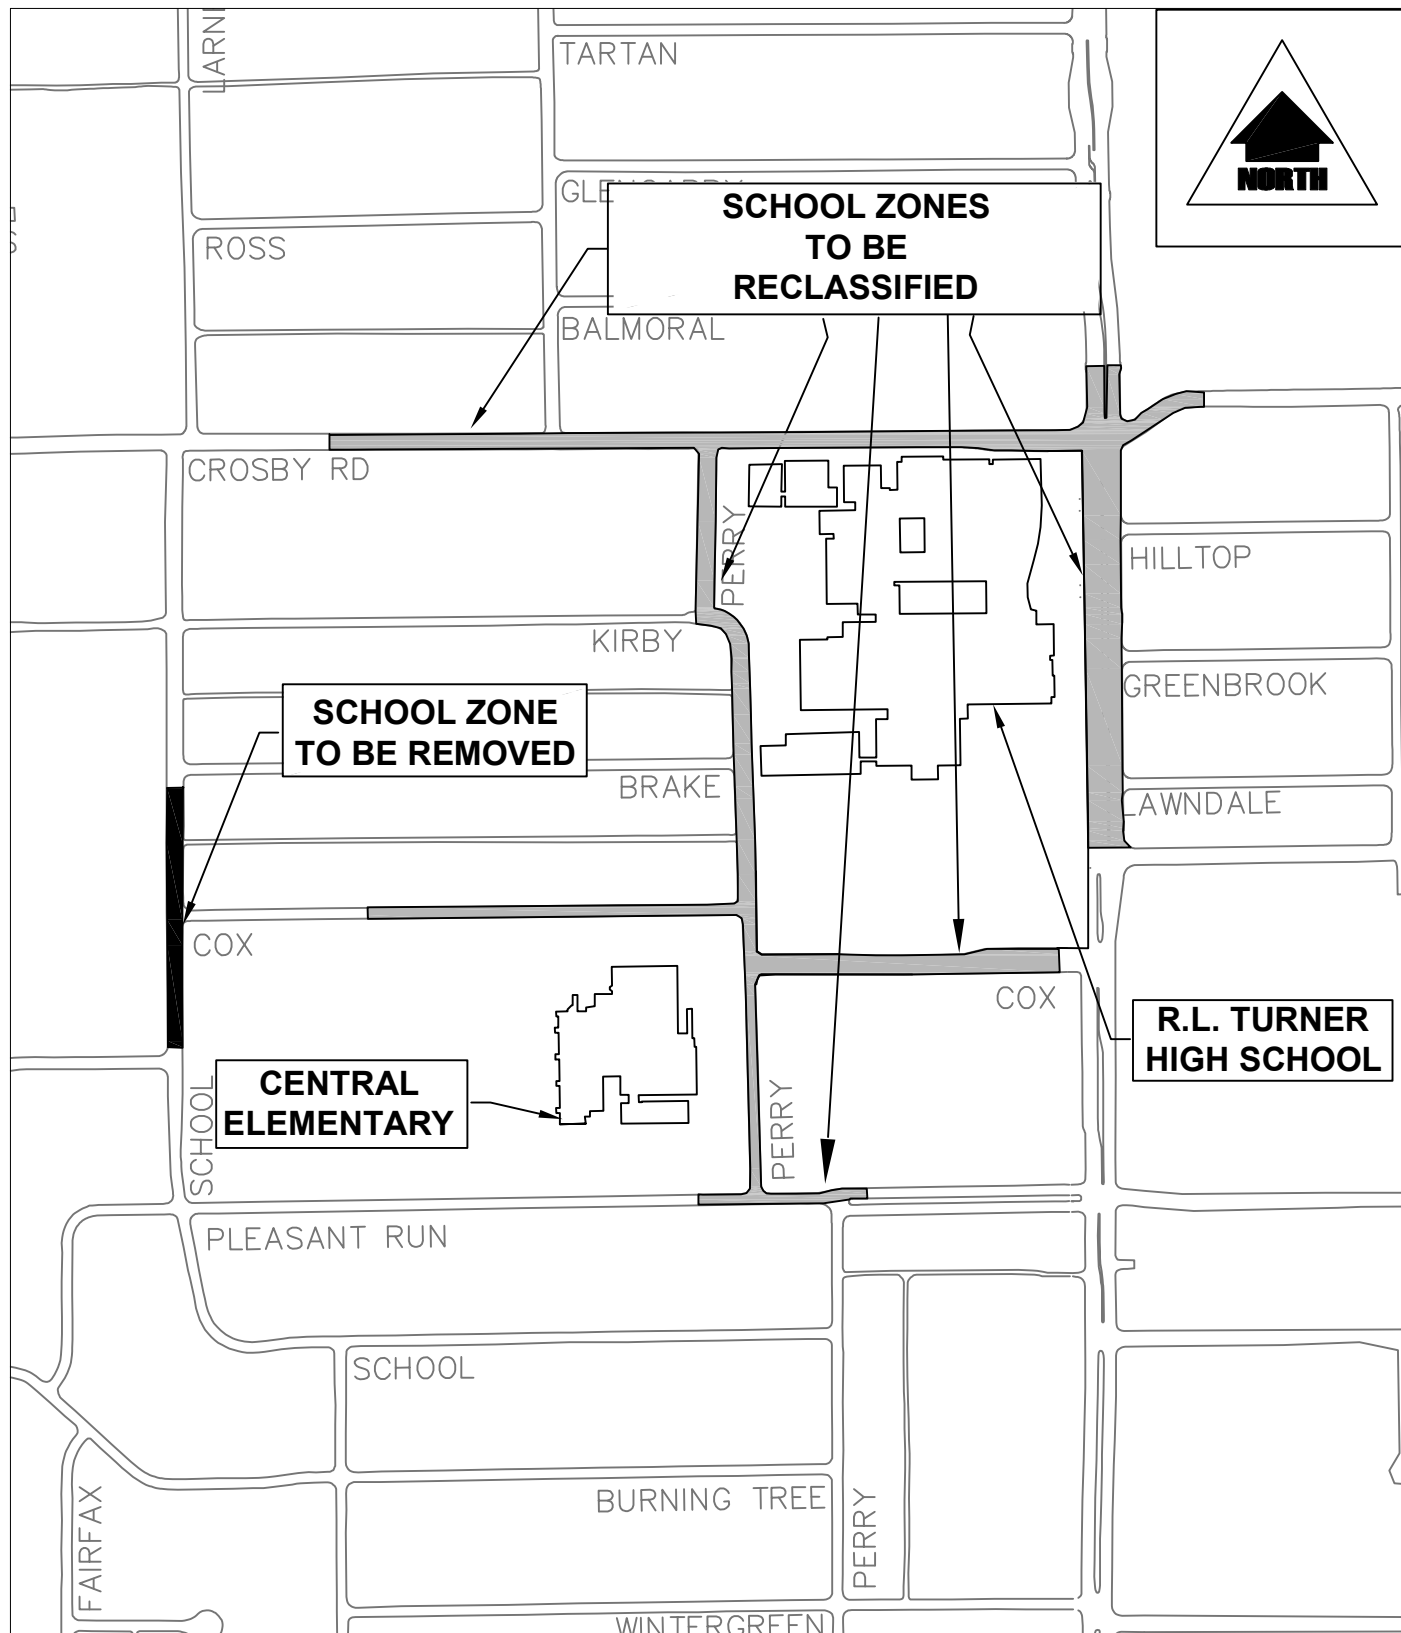 TARTAN
NORTH
SCHOOL ZONES
TO BE
RECLASSIFIED
ROSS
BALMORAL
CROSBY RD
PERRY
HILLTOP
KIRBY
GREENBROOK
SCHOOL ZONE
TO BE REMOVED
BRAKE
COX
COX
R.L. TURNER
HIGH SCHOOL
CENTRAL
ELEMENTARY
SCHOOL
PERRY
PLEASANT RUN
SCHOOL
BURNING TREE
FAIRFAX
PERRY
WINTERGREEN